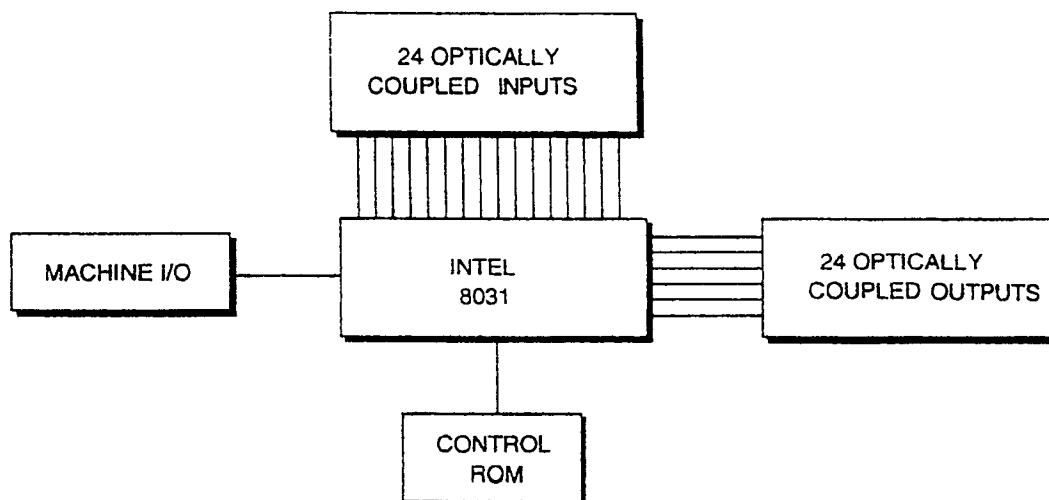 24 OPTICALLY
COUPLED INPUTS
MACHINE I/O
INTEL
8031
24 OPTICALLY
COUPLED OUTPUTS
CONTROL
ROM